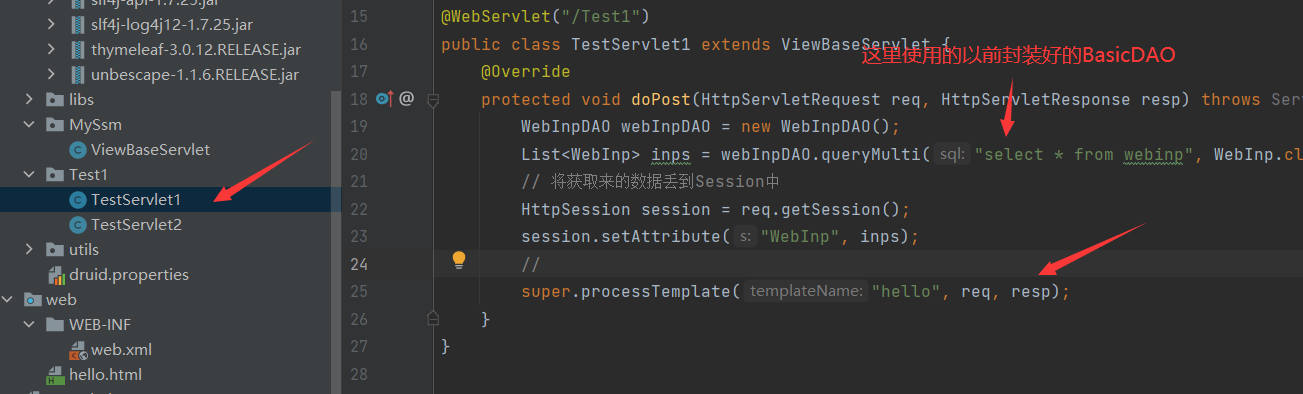 slf4j-api-1.7.25.jar
slf4j-log4j12-1.7.25.jar
thymeleaf-3.0.12.RELEASE.jar
unbescape-1.1.6.RELEASE.jar
libs
MySsm
ViewBaseServlet
Test1
TestServlet1
TestServlet2
utils
druid.properties
web
WEB-INF
web.xml
hello.html
15 @WebServlet("/Test1")
16 public class TestServlet1 extends ViewBaseServlet {
这里使用的以前封装好的BasicDAO
17 @Override
18 @ protected void doPost(HttpServletRequest req, HttpServletResponse resp) throws Ser
19 WebInpDAO webInpDAO = new WebInpDAO();
20 List<WebInp> inps = webInpDAO.queryMulti( sql: "select * from webinp", WebInp.cl
21 // 将获取来的数据丢到Session中
22 HttpSession session = req.getSession();
23 session.setAttribute( s: "WebInp", inps);
24 //
25 super.processTemplate( templateName: "hello", req, resp);
26 }
27 }
28